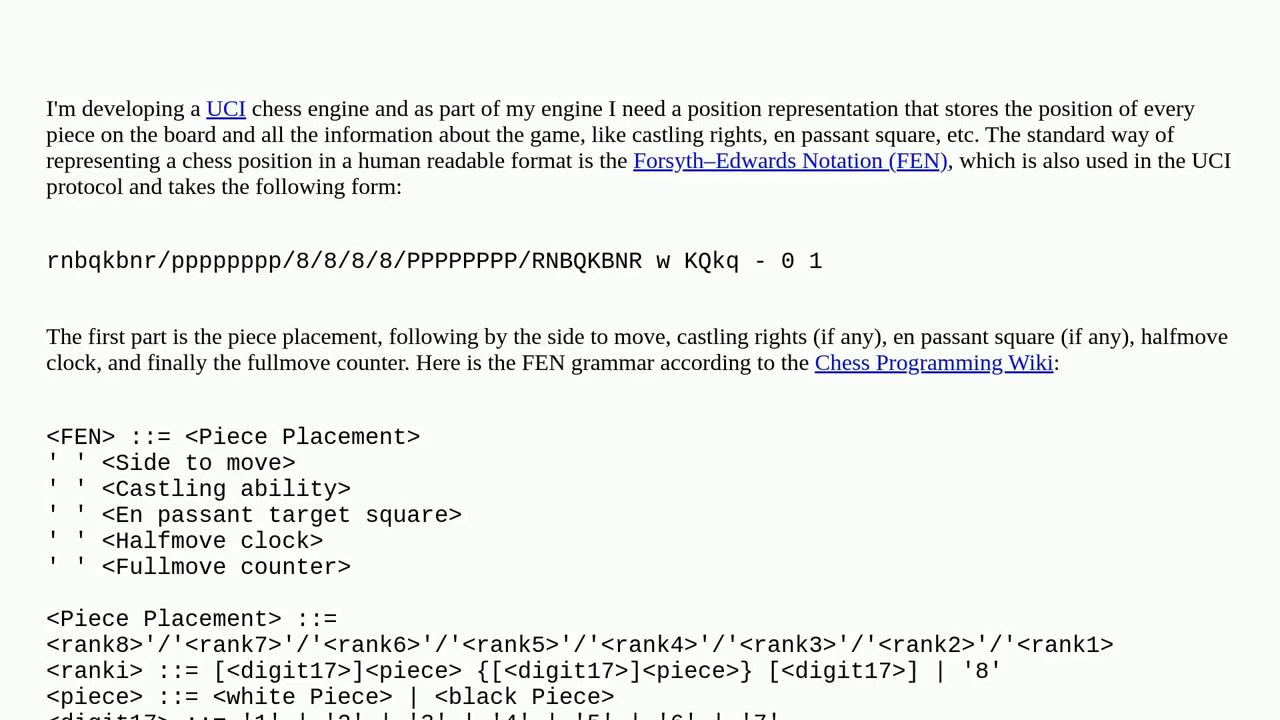 I'm developing a UCI chess engine and as part of my engine I need a position representation that stores the position of every
piece on the board and all the information about the game, like castling rights, en passant square, etc. The standard way of
representing a chess position in a human readable format is the Forsyth–Edwards Notation (FEN), which is also used in the UCI
protocol and takes the following form:
rnbqkbnr/pppppppp/8/8/8/8/PPPPPPPP/RNBQKBNR w KQkq - 0 1
The first part is the piece placement, following by the side to move, castling rights (if any), en passant square (if any), halfmove
clock, and finally the fullmove counter. Here is the FEN grammar according to the Chess Programming Wiki:
<FEN> ::= <Piece Placement>
' ' <Side to move>
' ' <Castling ability>
' ' <En passant target square>
' ' <Halfmove clock>
' ' <Fullmove counter>
<Piece Placement> ::=
<rank8>'/'<rank7>'/'<rank6>'/'<rank5>'/'<rank4>'/'<rank3>'/'<rank2>'/'<rank1>
<ranki> ::= [<digit17>]<piece> {[<digit17>]<piece>} [<digit17>] | '8'
<piece> ::= <white Piece> | <black Piece>
<digit17> ::= '1' | '2' | '3' | '4' | '5' | '6' | '7'